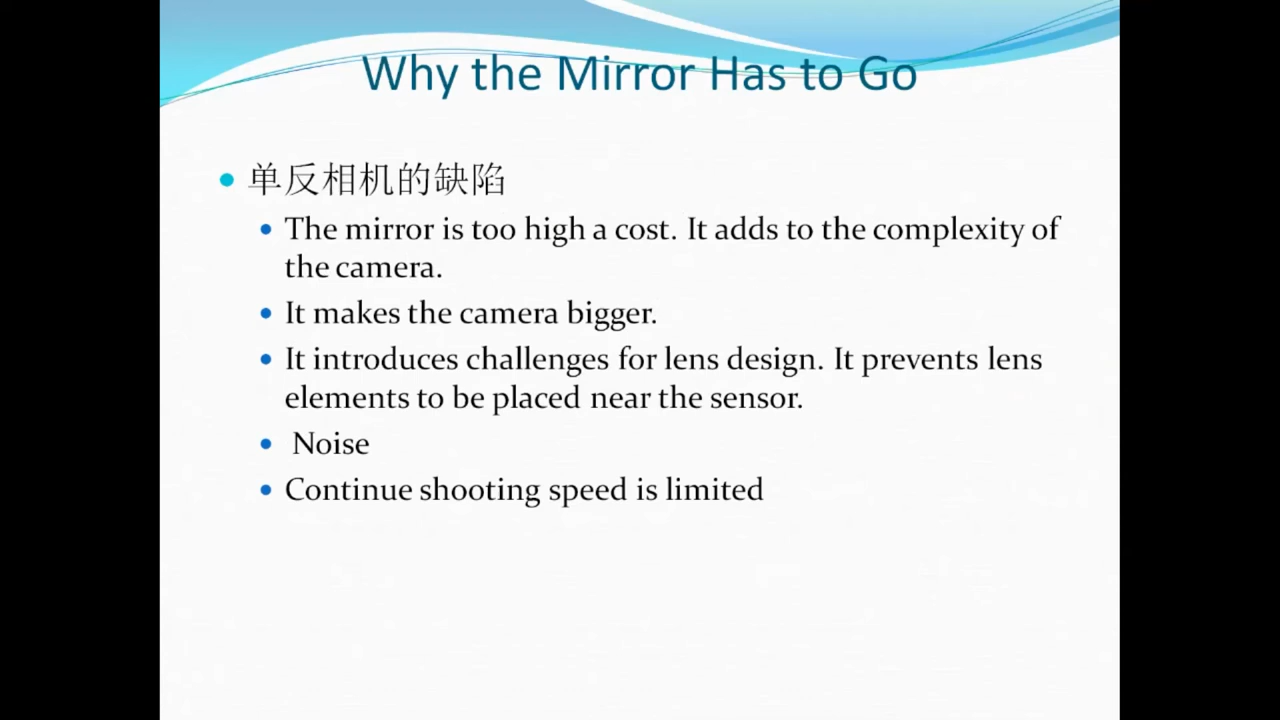 Why the Mirror Has to Go
单反相机的缺陷
The mirror is too high a cost. It adds to the complexity of
the camera.
It makes the camera bigger.
It introduces challenges for lens design. It prevents lens
elements to be placed near the sensor.
Noise
Continue shooting speed is limited